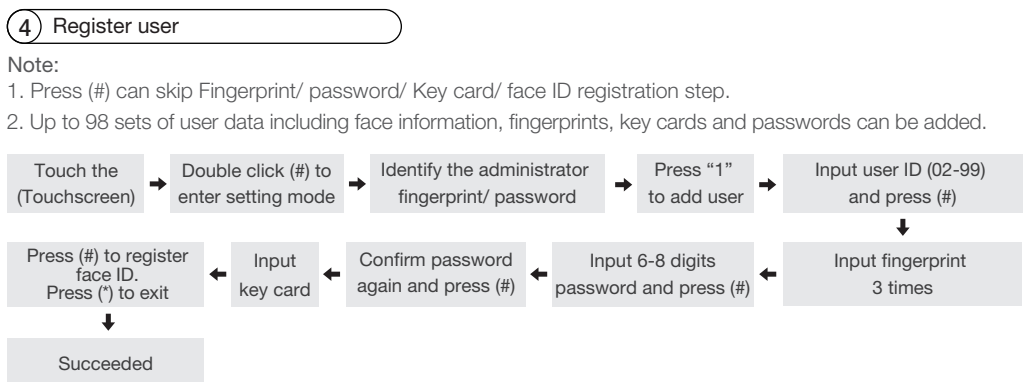 4 Register user
Note:
1. Press (#) can skip Fingerprint/ password/ Key card/ face ID registration step.
2. Up to 98 sets of user data including face information, fingerprints, key cards and passwords can be added.
Touch the
(Touchscreen)
Double click (#) to
enter setting mode
Identify the administrator
fingerprint/ password
Press “1”
to add user
Input user ID (02-99)
and press (#)
Input fingerprint
3 times
Input 6-8 digits
password and press (#)
Confirm password
again and press (#)
Input
key card
Press (#) to register
face ID.
Press (*) to exit
Succeeded